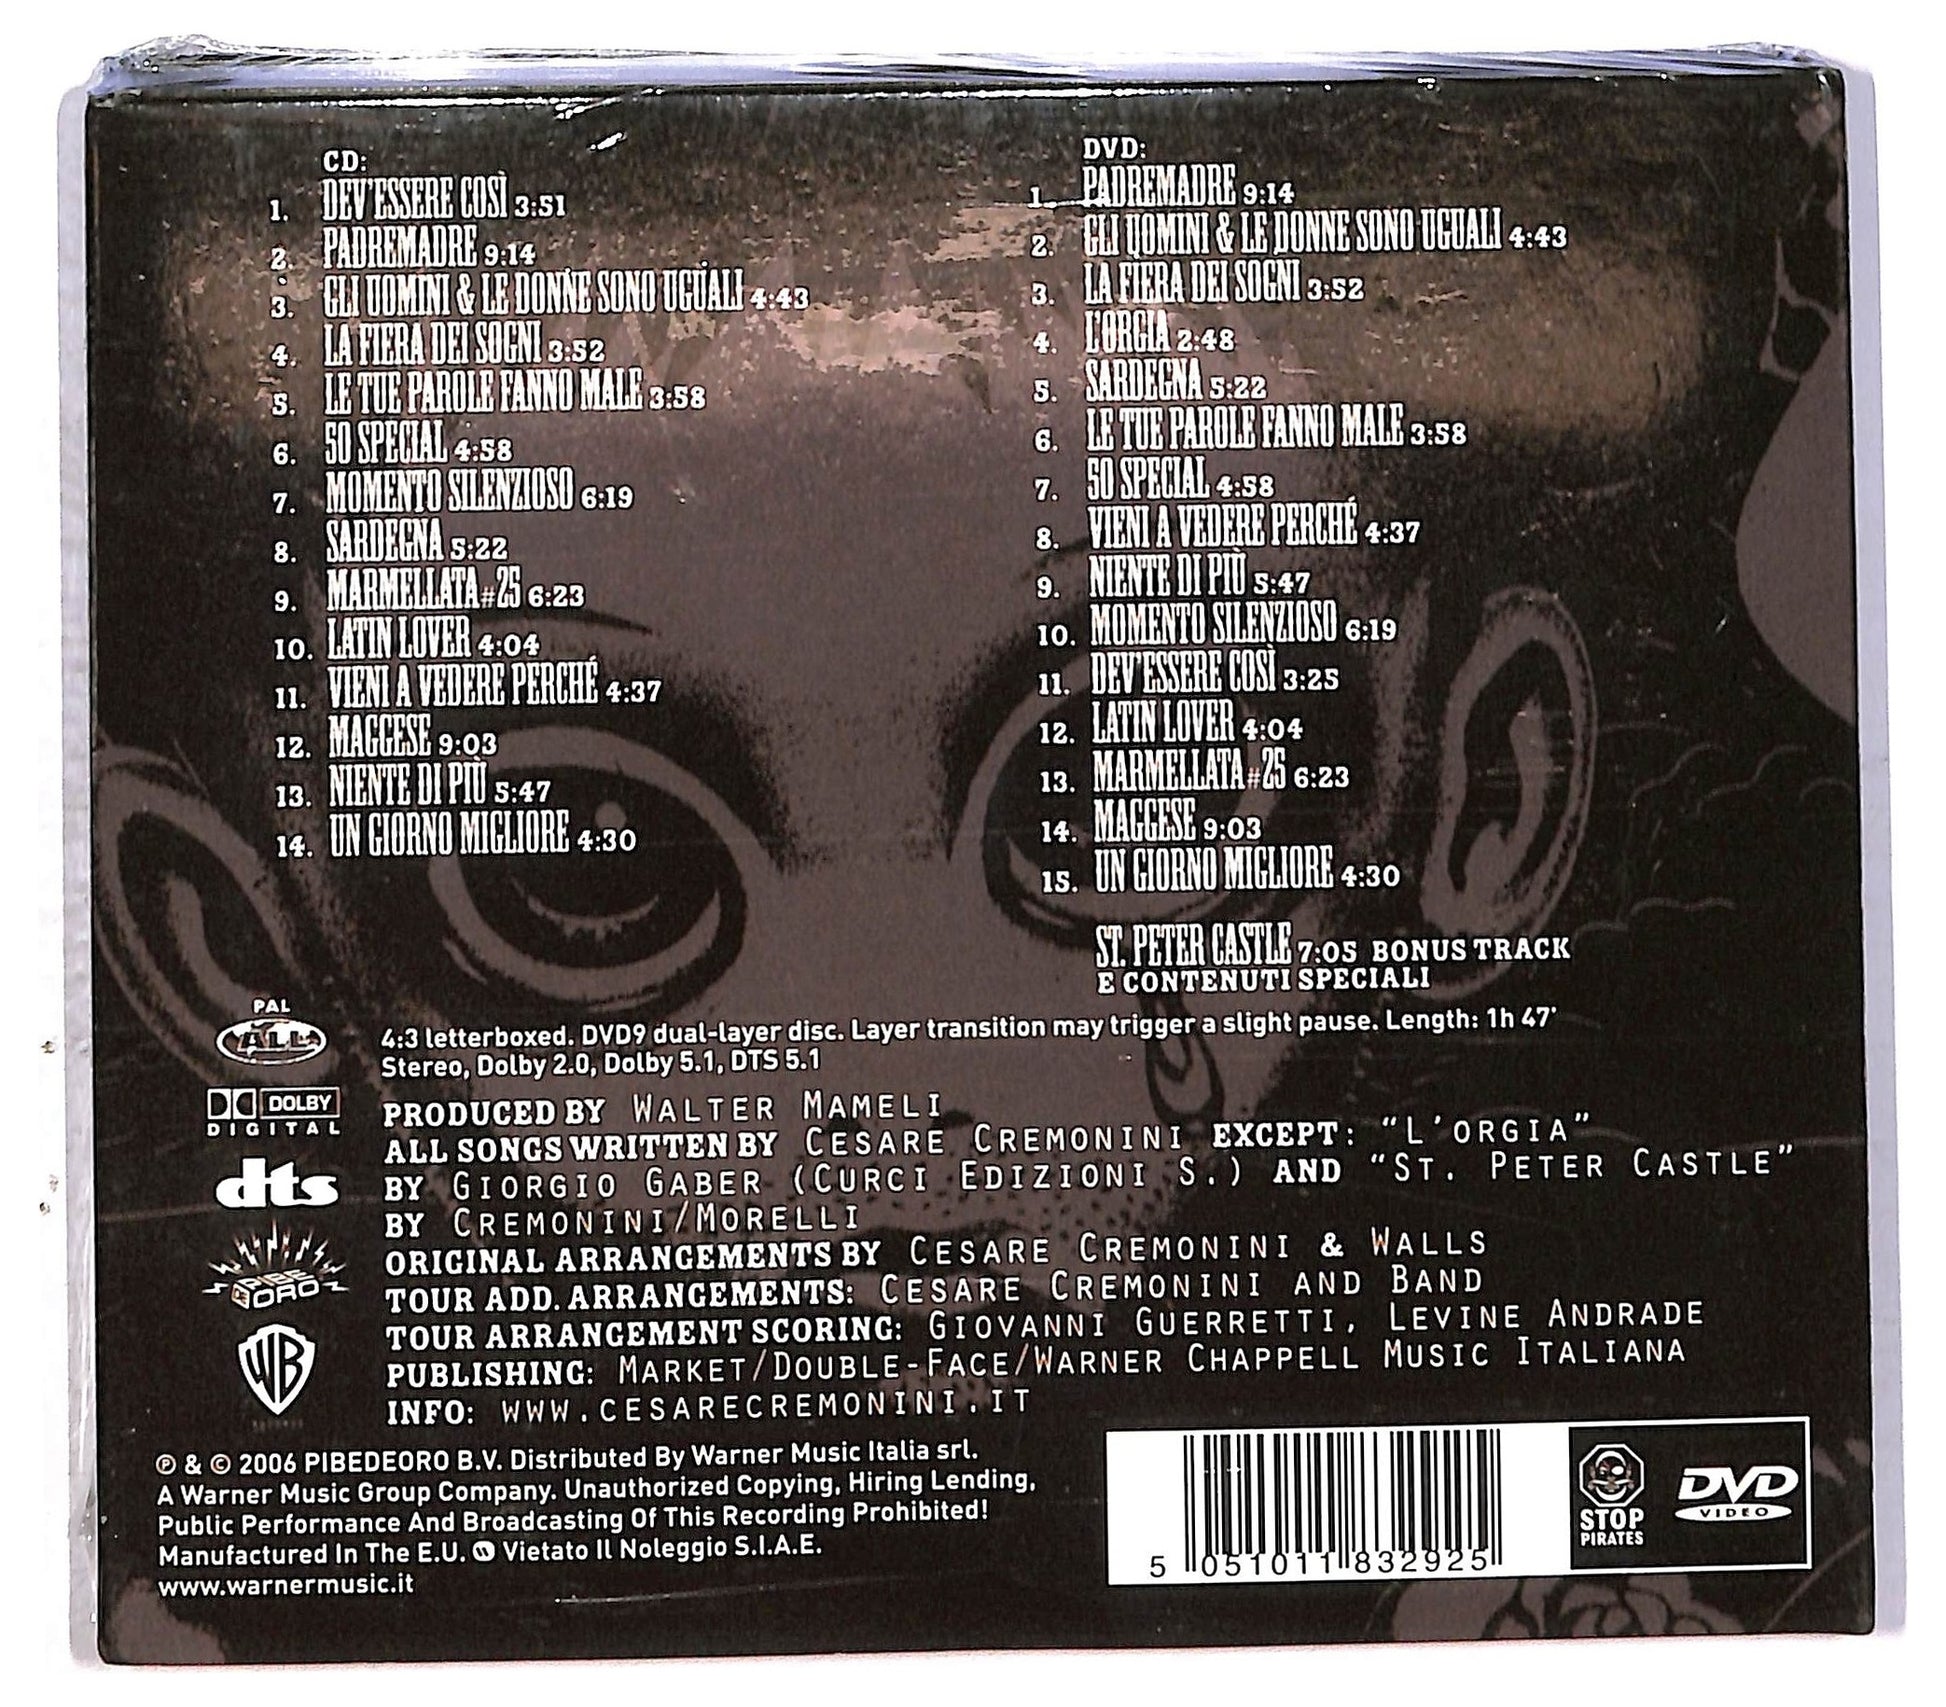 CD:
1. DEV'ESSERE COSÌ 3:51
2. PADREMADRE 9:14
3. GLI UOMINI & LE DONNE SONO UGUALI 4:43
4. LA FIERA DEI SOGNI 3:52
5. LE TUE PAROLE FANNO MALE 3:58
6. 50 SPECIAL 4:58
7. MOMENTO SILENZIOSO 6:19
8. SARDEGNA 5:22
9. MARMELLATA#25 6:23
10. LATIN LOVER 4:04
11. VIENI A VEDERE PERCHÉ 4:37
12. MAGGESE 9:03
13. NIENTE DI PIÙ 5:47
14. UN GIORNO MIGLIORE 4:30
DVD:
1. PADREMADRE 9:14
2. GLI UOMINI & LE DONNE SONO UGUALI 4:43
3. LA FIERA DEI SOGNI 3:52
4. L'ORGIA 2:48
5. SARDEGNA 5:22
6. LE TUE PAROLE FANNO MALE 3:58
7. 50 SPECIAL 4:58
8. VIENI A VEDERE PERCHÉ 4:37
9. NIENTE DI PIÙ 5:47
10. MOMENTO SILENZIOSO 6:19
11. DEV'ESSERE COSÌ 3:25
12. LATIN LOVER 4:04
13. MARMELLATA#25 6:23
14. MAGGESE 9:03
15. UN GIORNO MIGLIORE 4:30
ST. PETER CASTLE 7:05 BONUS TRACK
E CONTENUTI SPECIALI
PAL
ALL
4:3 letterboxed. DVD9 dual-layer disc. Layer transition may trigger a slight pause. Length: 1h 47'
Stereo, Dolby 2.0, Dolby 5.1, DTS 5.1
DOLBY
DIGITAL
dts
PIBE
DE ORO
WB
PRODUCED BY WALTER MAMELI
ALL SONGS WRITTEN BY CESARE CREMONINI EXCEPT: "L'ORGIA"
BY GIORGIO GABER (CURCI EDIZIONI S.) AND "ST. PETER CASTLE"
BY CREMONINI/MORELLI
ORIGINAL ARRANGEMENTS BY CESARE CREMONINI & WALLS
TOUR ADD. ARRANGEMENTS: CESARE CREMONINI AND BAND
TOUR ARRANGEMENT SCORING: GIOVANNI GUERRETTI, LEVINE ANDRADE
PUBLISHING: MARKET/DOUBLE-FACE/WARNER CHAPPELL MUSIC ITALIANA
INFO: WWW.CESARECREMONINI.IT
℗ & © 2006 PIBEDEORO B.V. Distributed By Warner Music Italia srl.
A Warner Music Group Company. Unauthorized Copying, Hiring Lending,
Public Performance And Broadcasting Of This Recording Prohibited!
Manufactured In The E.U. Vietato Il Noleggio S.I.A.E.
www.warnermusic.it
5 051011 832925
STOP
PIRATES
DVD
VIDEO